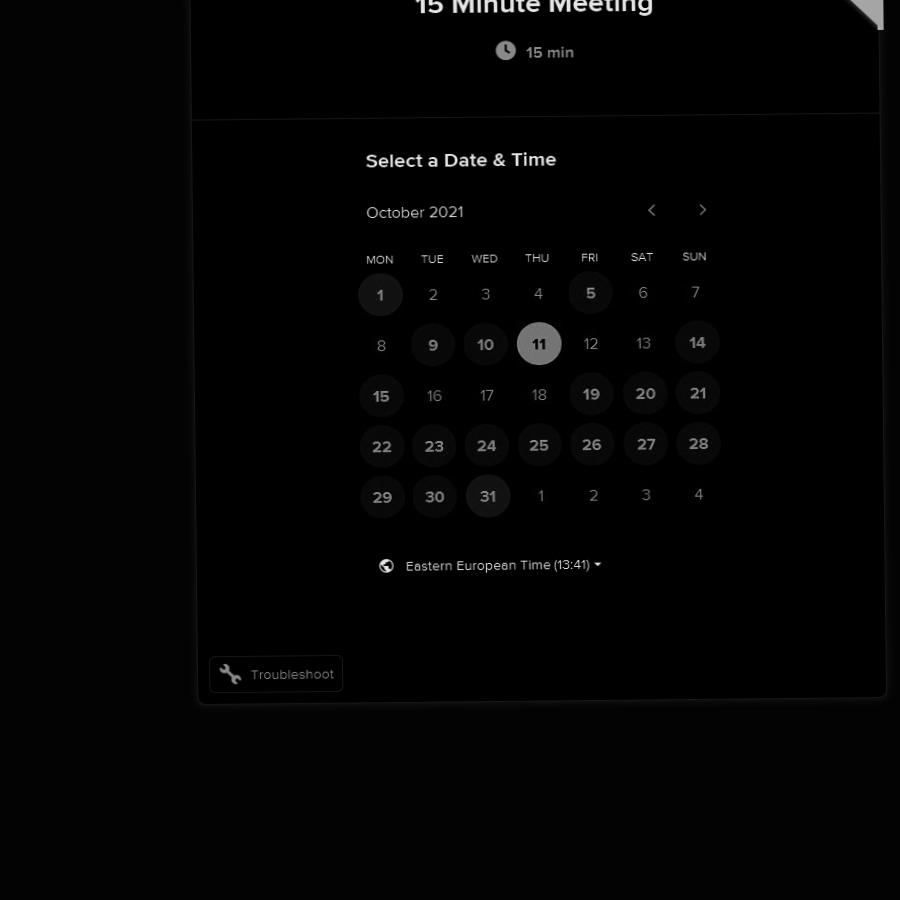 15 Minute Meeting
15 min
Select a Date & Time
October 2021
MON TUE WED THU FRI SAT SUN
1 2 3 4 5 6 7
8 9 10 11 12 13 14
15 16 17 18 19 20 21
22 23 24 25 26 27 28
29 30 31 1 2 3 4
Eastern European Time (13:41)
Troubleshoot